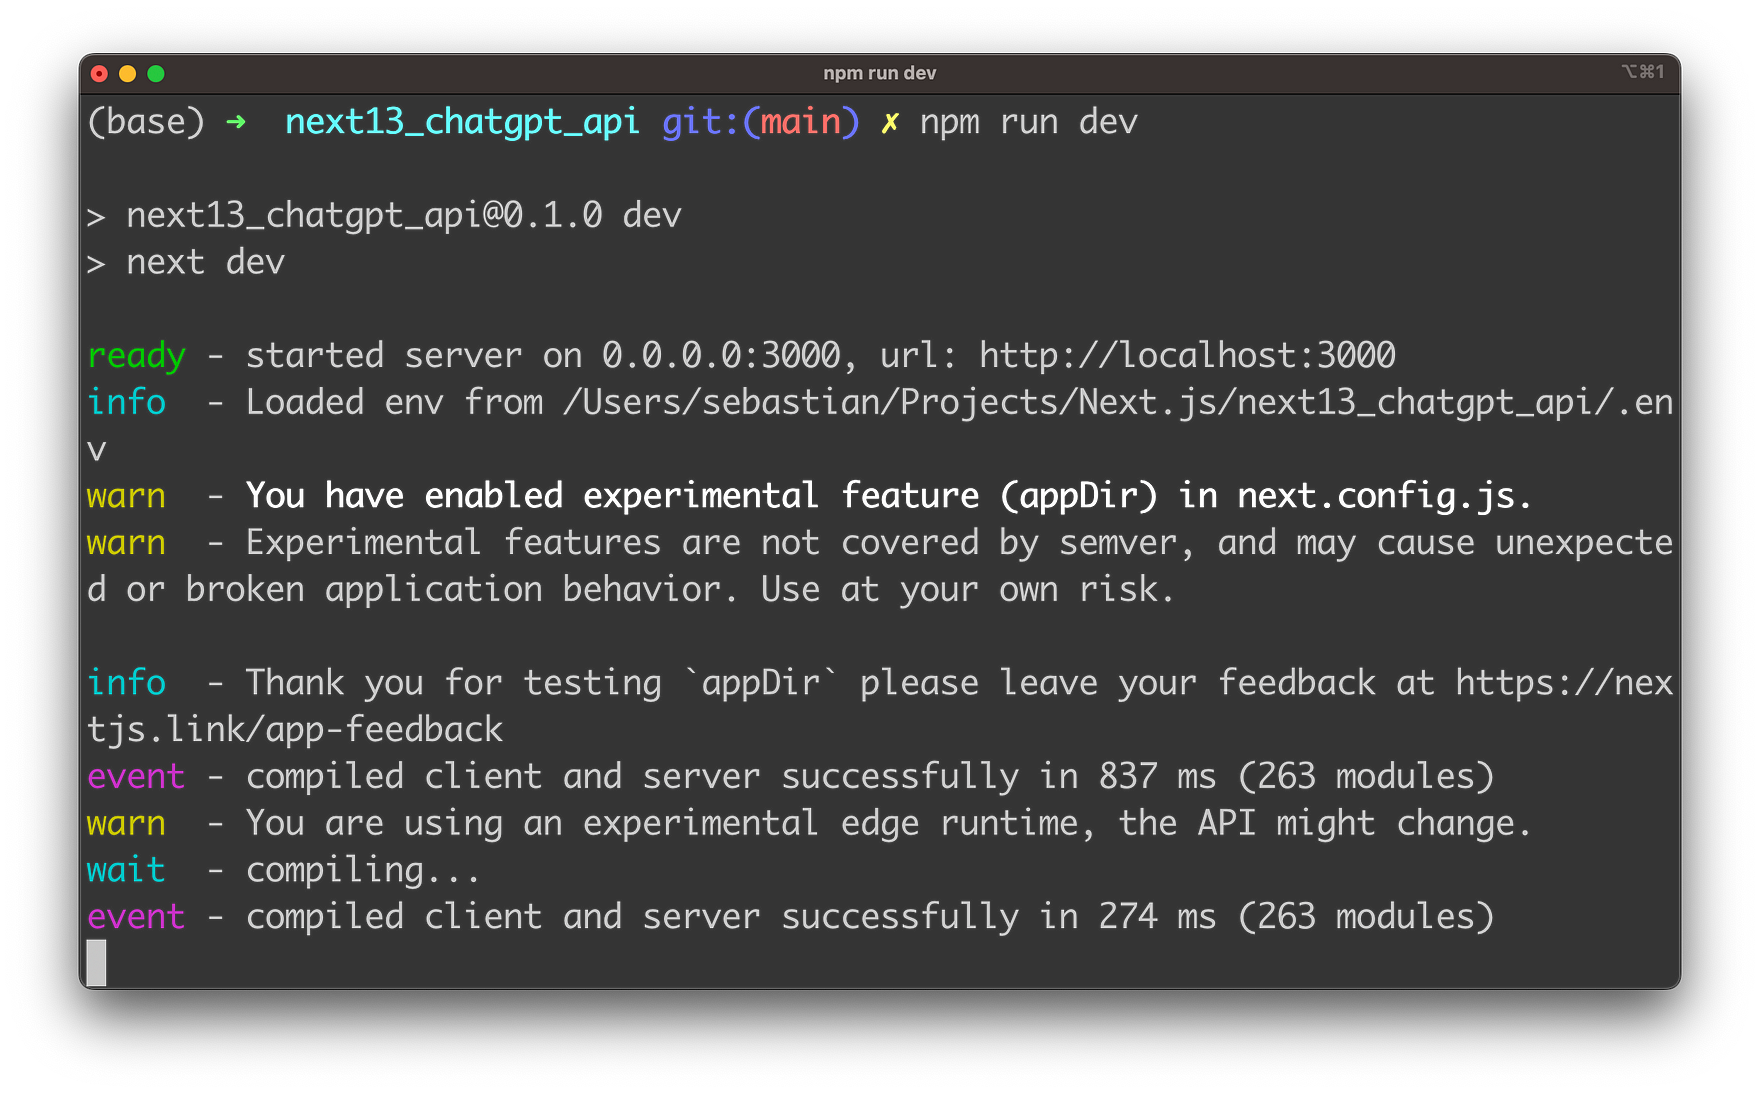 npm run dev
⌥⌘1
(base) ➜  next13_chatgpt_api git:(main) ✗ npm run dev
> next13_chatgpt_api@0.1.0 dev
> next dev
ready - started server on 0.0.0.0:3000, url: http://localhost:3000
info  - Loaded env from /Users/sebastian/Projects/Next.js/next13_chatgpt_api/.en
v
warn  - You have enabled experimental feature (appDir) in next.config.js.
warn  - Experimental features are not covered by semver, and may cause unexpecte
d or broken application behavior. Use at your own risk.
info  - Thank you for testing `appDir` please leave your feedback at https://nex
tjs.link/app-feedback
event - compiled client and server successfully in 837 ms (263 modules)
warn  - You are using an experimental edge runtime, the API might change.
wait  - compiling...
event - compiled client and server successfully in 274 ms (263 modules)